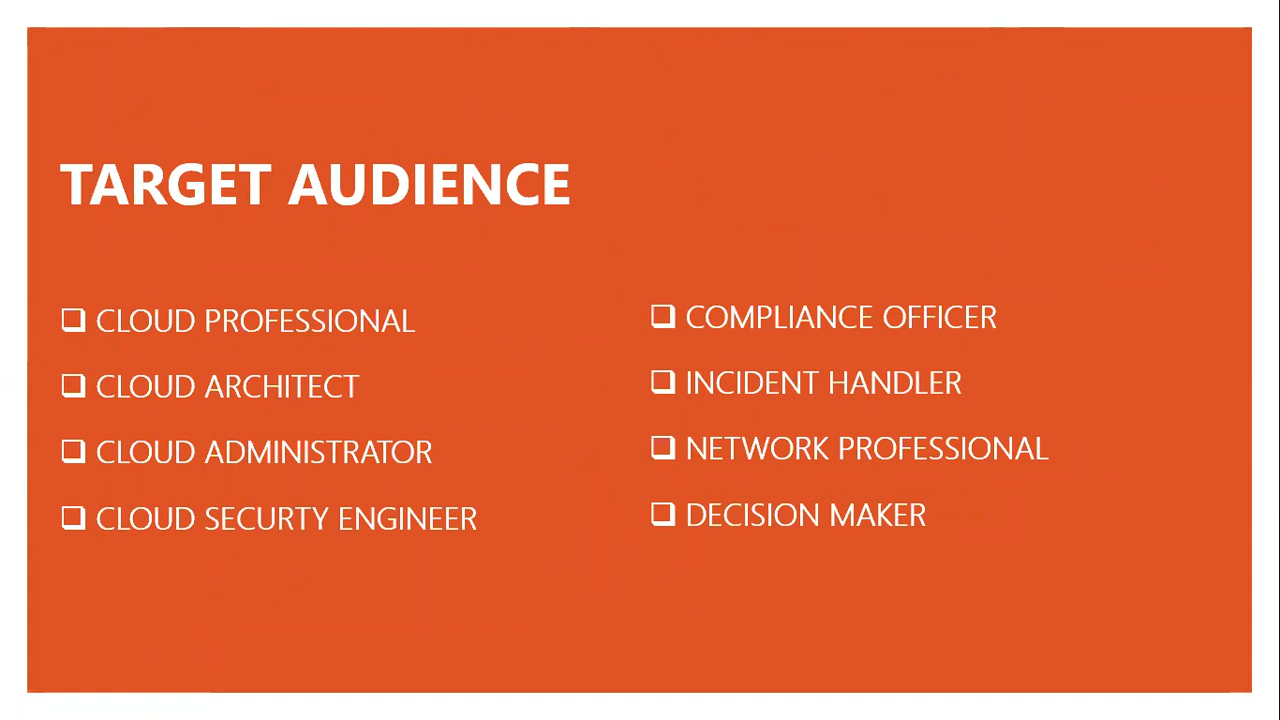 TARGET AUDIENCE
❑ CLOUD PROFESSIONAL
❑ CLOUD ARCHITECT
❑ CLOUD ADMINISTRATOR
❑ CLOUD SECURTY ENGINEER
❑ COMPLIANCE OFFICER
❑ INCIDENT HANDLER
❑ NETWORK PROFESSIONAL
❑ DECISION MAKER